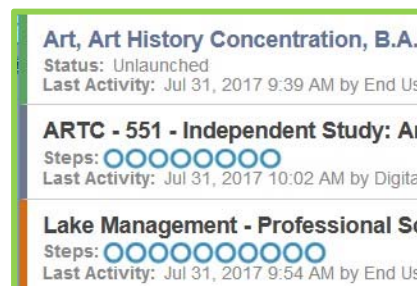 Art, Art History Concentration, B.A.
Status: Unlaunched
Last Activity: Jul 31, 2017 9:39 AM by End
ARTC - 551 - Independent Study:
Steps:
Last Activity: Jul 31, 2017 10:02 AM by
Lake Management - Professional
Steps:
Last Activity: Jul 31, 2017 9:54 AM by End